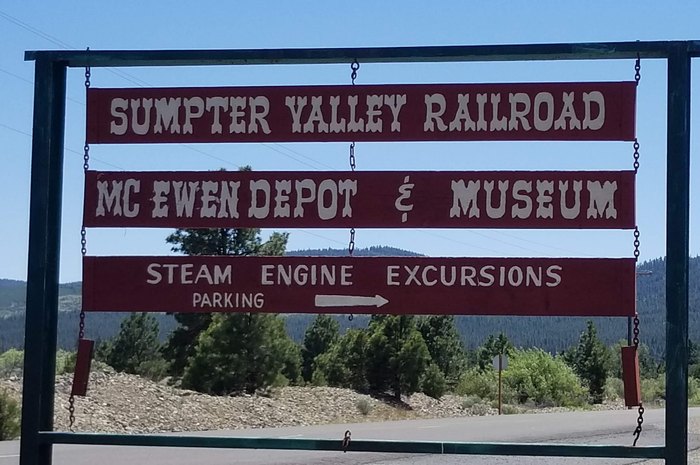 SUMPTER VALLEY RAILROAD
MC EWEN DEPOT & MUSEUM
STEAM ENGINE EXCURSIONS
PARKING